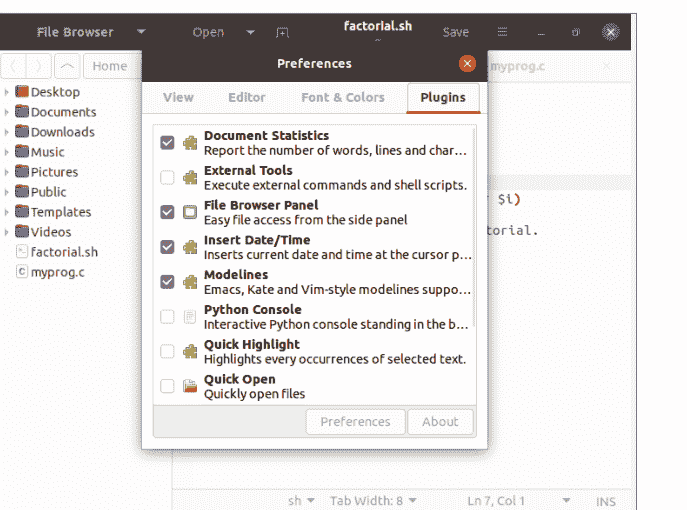 File Browser
Open
factorial.sh
~
Save
Home
myprog.c
Preferences
View
Editor
Font & Colors
Plugins
Desktop
Documents
Downloads
Music
Pictures
Public
Templates
Videos
factorial.sh
myprog.c
Document Statistics
Report the number of words, lines and char…
External Tools
Execute external commands and shell scripts.
File Browser Panel
Easy file access from the side panel
Insert Date/Time
Inserts current date and time at the cursor p…
Modelines
Emacs, Kate and Vim-style modelines suppo…
Python Console
Interactive Python console standing in the b…
Quick Highlight
Highlights every occurrences of selected text.
Quick Open
Quickly open files
$i)
torial.
Preferences
About
sh
Tab Width: 8
Ln 7, Col 1
INS